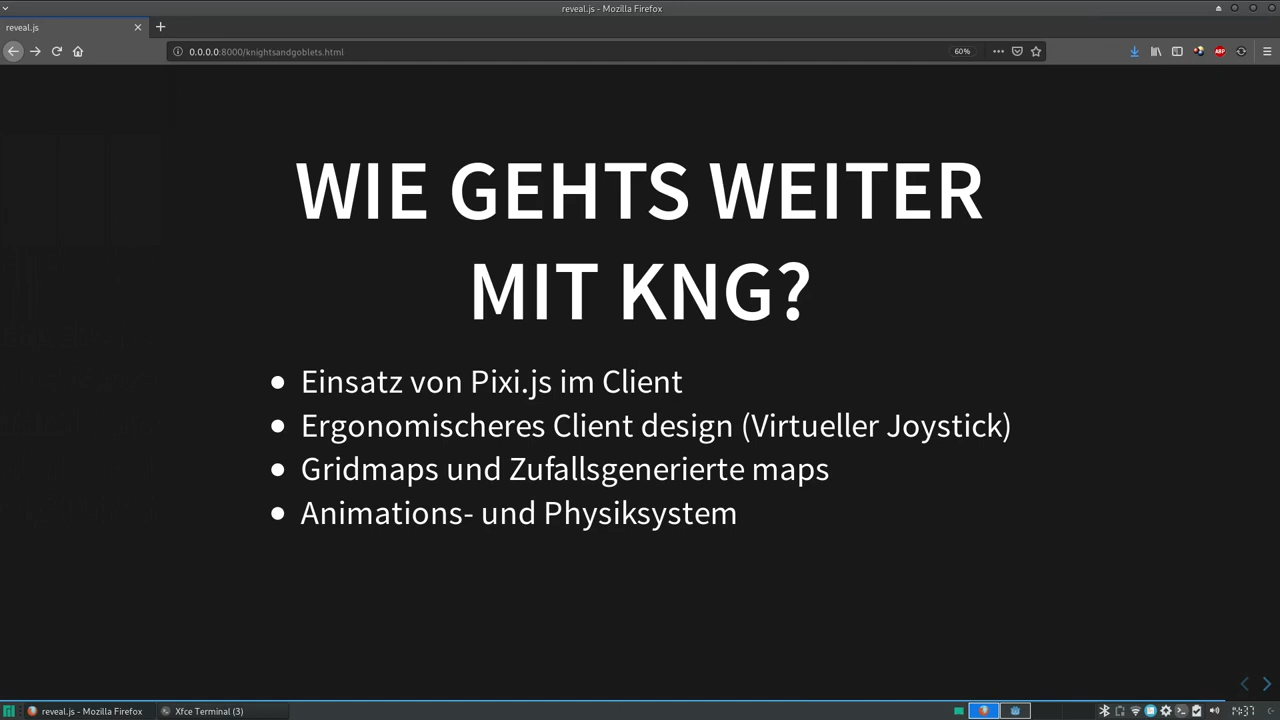 reveal.js - Mozilla Firefox
reveal.js
0.0.0.0:8000/knightsandgoblets.html
60%
ABP
WIE GEHTS WEITER
MIT KNG?
Einsatz von Pixi.js im Client
Ergonomischeres Client design (Virtueller Joystick)
Gridmaps und Zufallsgenerierte maps
Animations- und Physiksystem
reveal.js - Mozilla Firefox
Xfce Terminal (3)